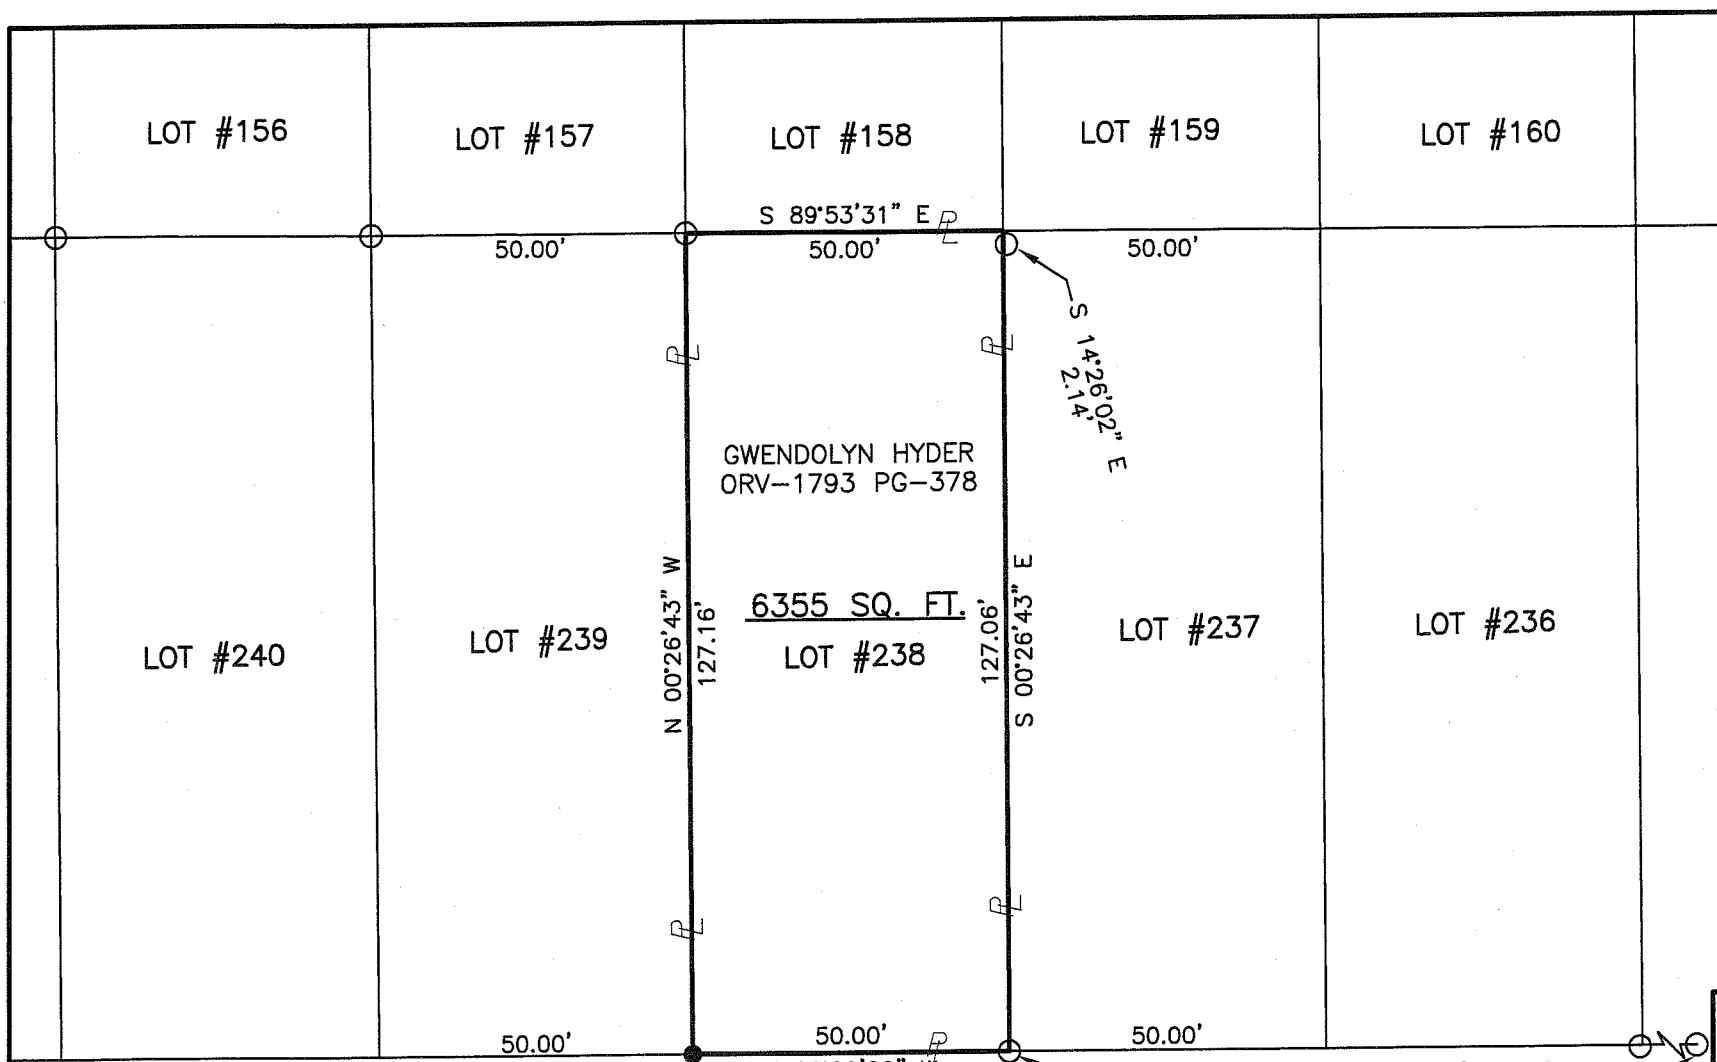 LOT #156
LOT #157
LOT #158
LOT #159
LOT #160
S 89°53'31" E
50.00'
50.00'
50.00'
S 14°26'02" E
2.14'
GWENDOLYN HYDER
ORV-1793 PG-378
N 00°26'43" W
127.16'
6355 SQ. FT.
127.06'
S 00°26'43" E
LOT #240
LOT #239
LOT #238
LOT #237
LOT #236
50.00'
50.00'
50.00'